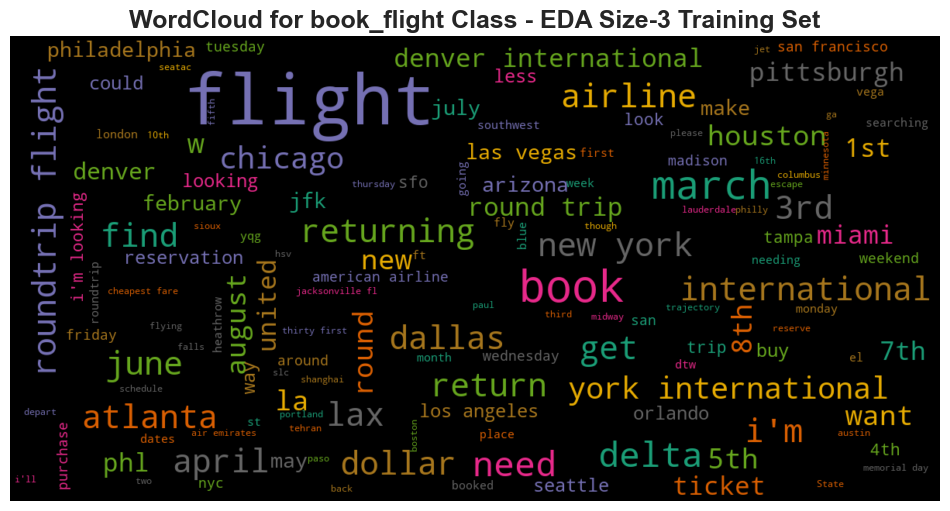 WordCloud for book_flight Class - EDA Size-3 Training Set
philadelphia
tuesday
denver international
jet
san francisco
seatac
could
flight
less
airline
pittsburgh
fifth
july
make
vega
london
10th
w
southwest
look
houston
ga
searching
roundtrip flight
chicago
las vegas
first
please
minnesota
1st
denver
looking
thursday
sfo
going
arizona
week
madison
16th
columbus
escape
i'm looking
february
jfk
round trip
march
lauderdale
philly
3rd
sioux
find
yqg
returning
fly
blue
though
new york
tampa
miami
reservation
hsv
new
ft
needing
weekend
roundtrip
cheapest fare
american airline
jacksonville fl
book
trajectory
international
august
united
paul
third
midway
san
8th
monday
friday
flying
heathrow
thirty first
round
dallas
reserve
falls
june
way
around
month
wednesday
get
trip
buy
el
7th
schedule
slc
shanghai
return
dtw
york international
depart
atlanta
st
la
portland
lax
los angeles
orlando
want
dates
air emirates
tehran
boston
place
i'm
austin
purchase
phl
april
may
paso
dollar
need
delta
5th
4th
memorial day
i'll
two
nyc
back
booked
seattle
ticket
State